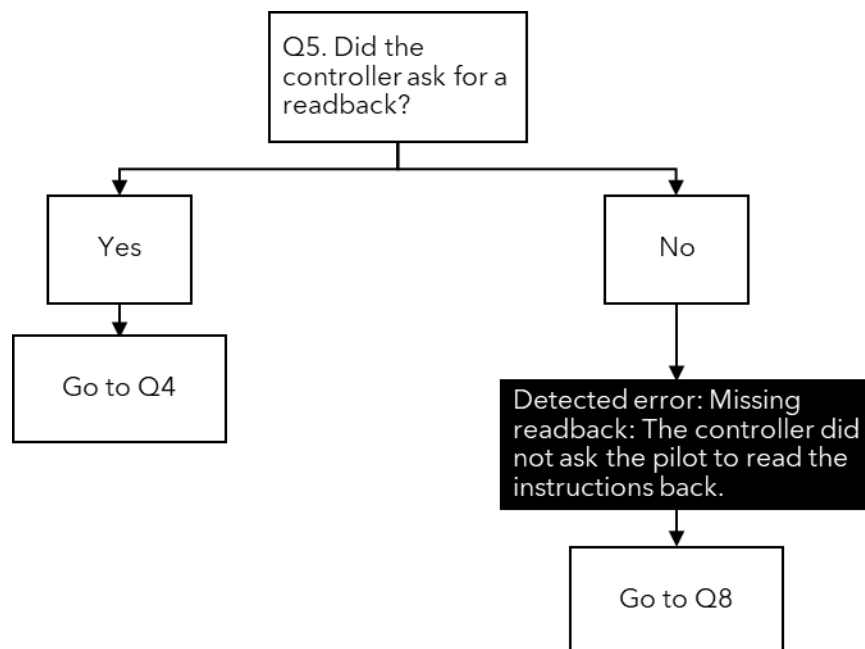 Q5. Did the
controller ask for a
readback?
Yes
No
Go to Q4
Detected error: Missing
readback: The controller did
not ask the pilot to read the
instructions back.
Go to Q8